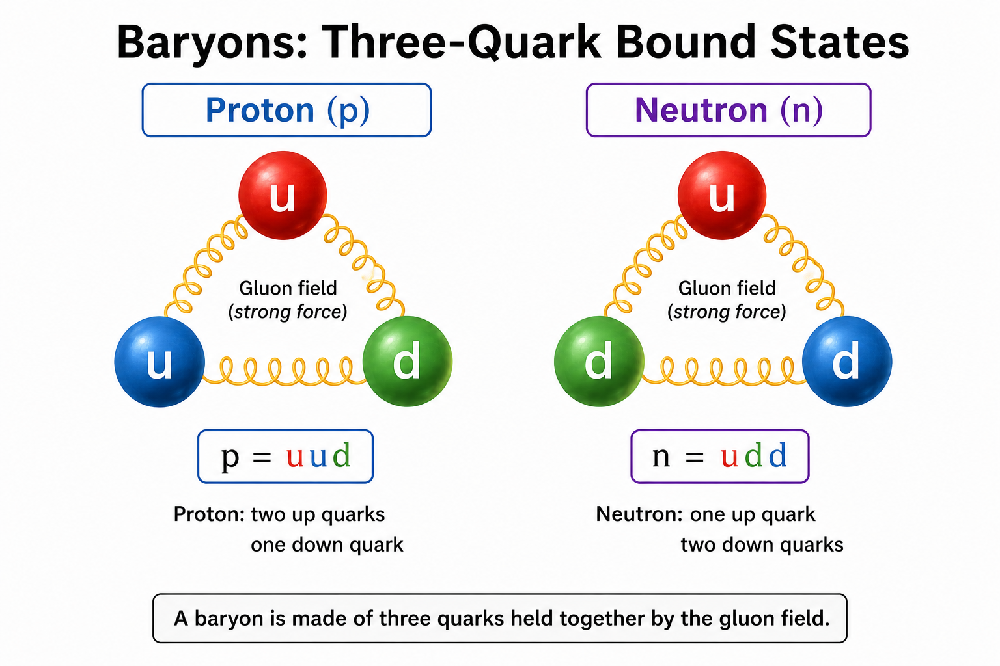 Baryons: Three-Quark Bound States
Proton (p)
u
Gluon field
(strong force)
u
d
p = u u d
Proton: two up quarks
one down quark
Neutron (n)
u
Gluon field
(strong force)
d
d
n = u d d
Neutron: one up quark
two down quarks
A baryon is made of three quarks held together by the gluon field.